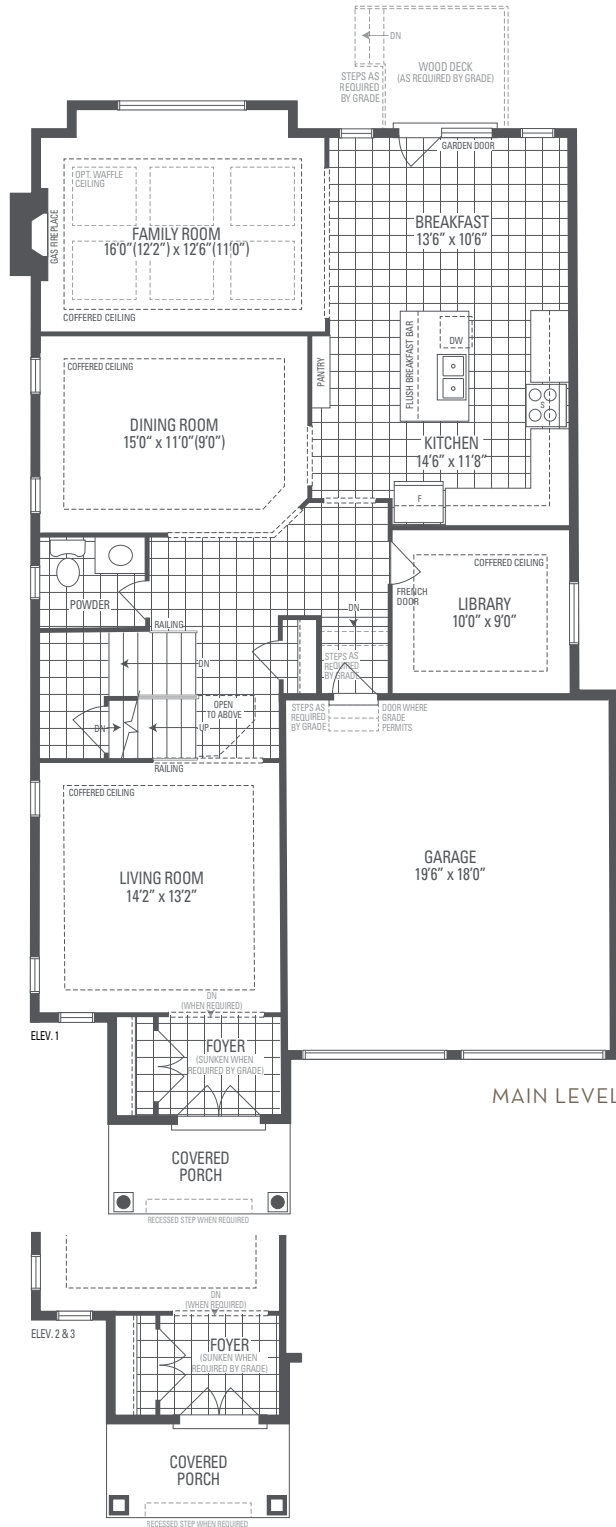 DN
WOOD DECK
(AS REQUIRED BY GRADE)
STEPS AS
REQUIRED
BY GRADE
GARDEN DOOR
OPT. WAFFLE
CEILING
GAS FIREPLACE
FAMILY ROOM
16'0"(12'2") x 12'6"(11'0")
COFFERED CEILING
BREAKFAST
13'6" x 10'6"
COFFERED CEILING
DINING ROOM
15'0" x 11'0"(9'0")
PANTRY
FLUSH BREAKFAST BAR
DW
S
KITCHEN
14'6" x 11'8"
F
COFFERED CEILING
FRENCH
DOOR
LIBRARY
10'0" x 9'0"
POWDER
RAILING
DN
DN
STEPS AS
REQUIRED
BY GRADE
OPEN
TO ABOVE
DN
UP
RAILING
STEPS AS
REQUIRED
BY GRADE
DOOR WHERE
GRADE
PERMITS
COFFERED CEILING
LIVING ROOM
14'2" x 13'2"
GARAGE
19'6" x 18'0"
DN
(WHEN REQUIRED)
ELEV. 1
FOYER
(SUNKEN WHEN
REQUIRED BY GRADE)
MAIN LEVEL
COVERED
PORCH
RECESSED STEP WHEN REQUIRED
DN
(WHEN REQUIRED)
ELEV. 2 & 3
FOYER
(SUNKEN WHEN
REQUIRED BY GRADE)
COVERED
PORCH
RECESSED STEP WHEN REQUIRED